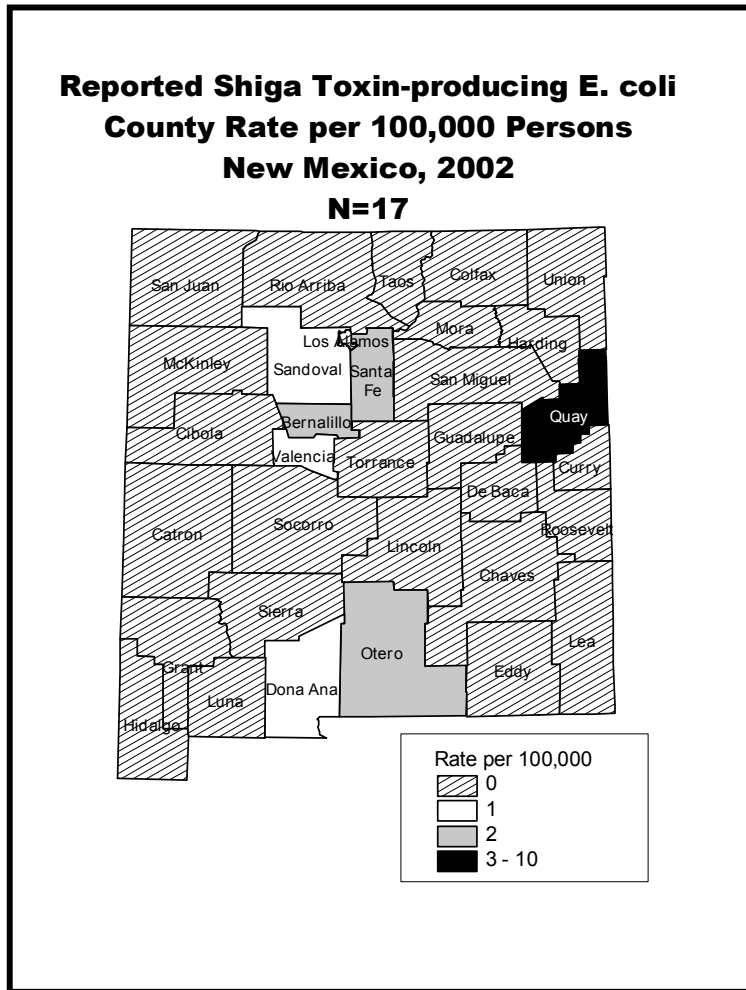 Reported Shiga Toxin-producing E. coli
County Rate per 100,000 Persons
New Mexico, 2002
N=17
San Juan
Rio Arriba
Taos
Colfax
Union
Los Alamos
Mora
Harding
McKinley
Sandoval
Santa
Fe
San Miguel
Quay
Bernalillo
Cibola
Valencia
Torrance
Guadalupe
Curry
De Baca
Catron
Socorro
Lincoln
Roosevelt
Chaves
Sierra
Grant
Otero
Lea
Eddy
Luna
Dona Ana
Hidalgo
Rate per 100,000
0
1
2
3 - 10